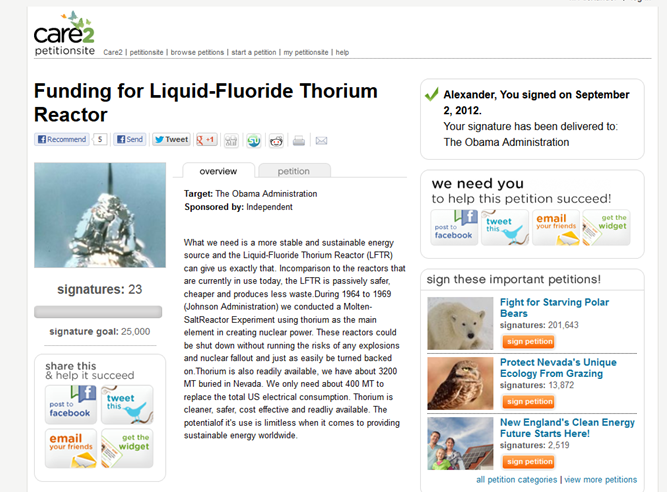 care2
petitionsite
Care2 | petitionsite | browse petitions | start a petition | my petitionsite | help
Funding for Liquid-Fluoride Thorium
Reactor
Recommend 5 Send Tweet +1
overview petition
Target: The Obama Administration
Sponsored by: Independent
What we need is a more stable and sustainable energy
source and the Liquid-Fluoride Thorium Reactor (LFTR)
can give us exactly that. Incomparison to the reactors that
are currently in use today, the LFTR is passively safer,
cheaper and produces less waste.During 1964 to 1969
(Johnson Administration) we conducted a Molten-
SaltReactor Experiment using thorium as the main
element in creating nuclear power. These reactors could
be shut down without running the risks of any explosions
and nuclear fallout and just as easily be turned backed
on.Thorium is also readily available, we have about 3200
MT buried in Nevada. We only need about 400 MT to
replace the total US electrical consumption. Thorium is
cleaner, safer, cost effective and readliy available. The
potentialof it's use is limitless when it comes to providing
sustainable energy worldwide.
signatures: 23
signature goal: 25,000
share this
& help it succeed
post to
facebook
tweet
this
email
your friends
get the
widget
Alexander, You signed on September
2, 2012.
Your signature has been delivered to:
The Obama Administration
we need you
to help this petition succeed!
post to
facebook
tweet
this
email
your friends
get the
widget
sign these important petitions!
Fight for Starving Polar
Bears
signatures: 201,643
sign petition
Protect Nevada's Unique
Ecology From Grazing
signatures: 13,872
sign petition
New England's Clean Energy
Future Starts Here!
signatures: 2,519
sign petition
all petition categories | view more petitions